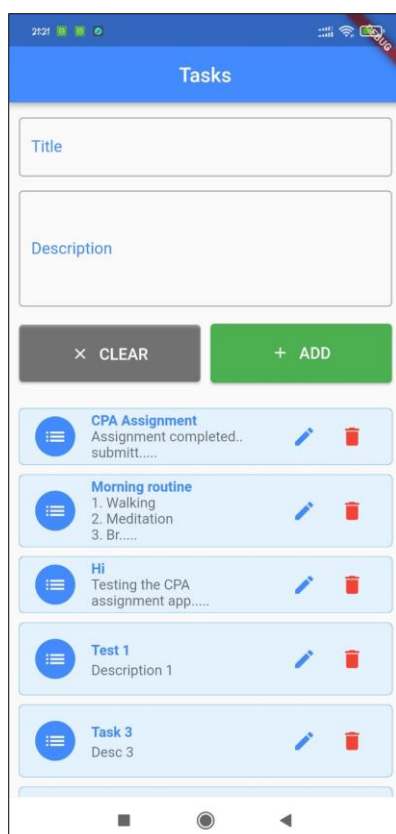 21:21
DEBUG
Tasks
Title
Description
CLEAR
ADD
CPA Assignment
Assignment completed..
submitt.....
Morning routine
1. Walking
2. Meditation
3. Br.....
Hi
Testing the CPA
assignment app.....
Test 1
Description 1
Task 3
Desc 3